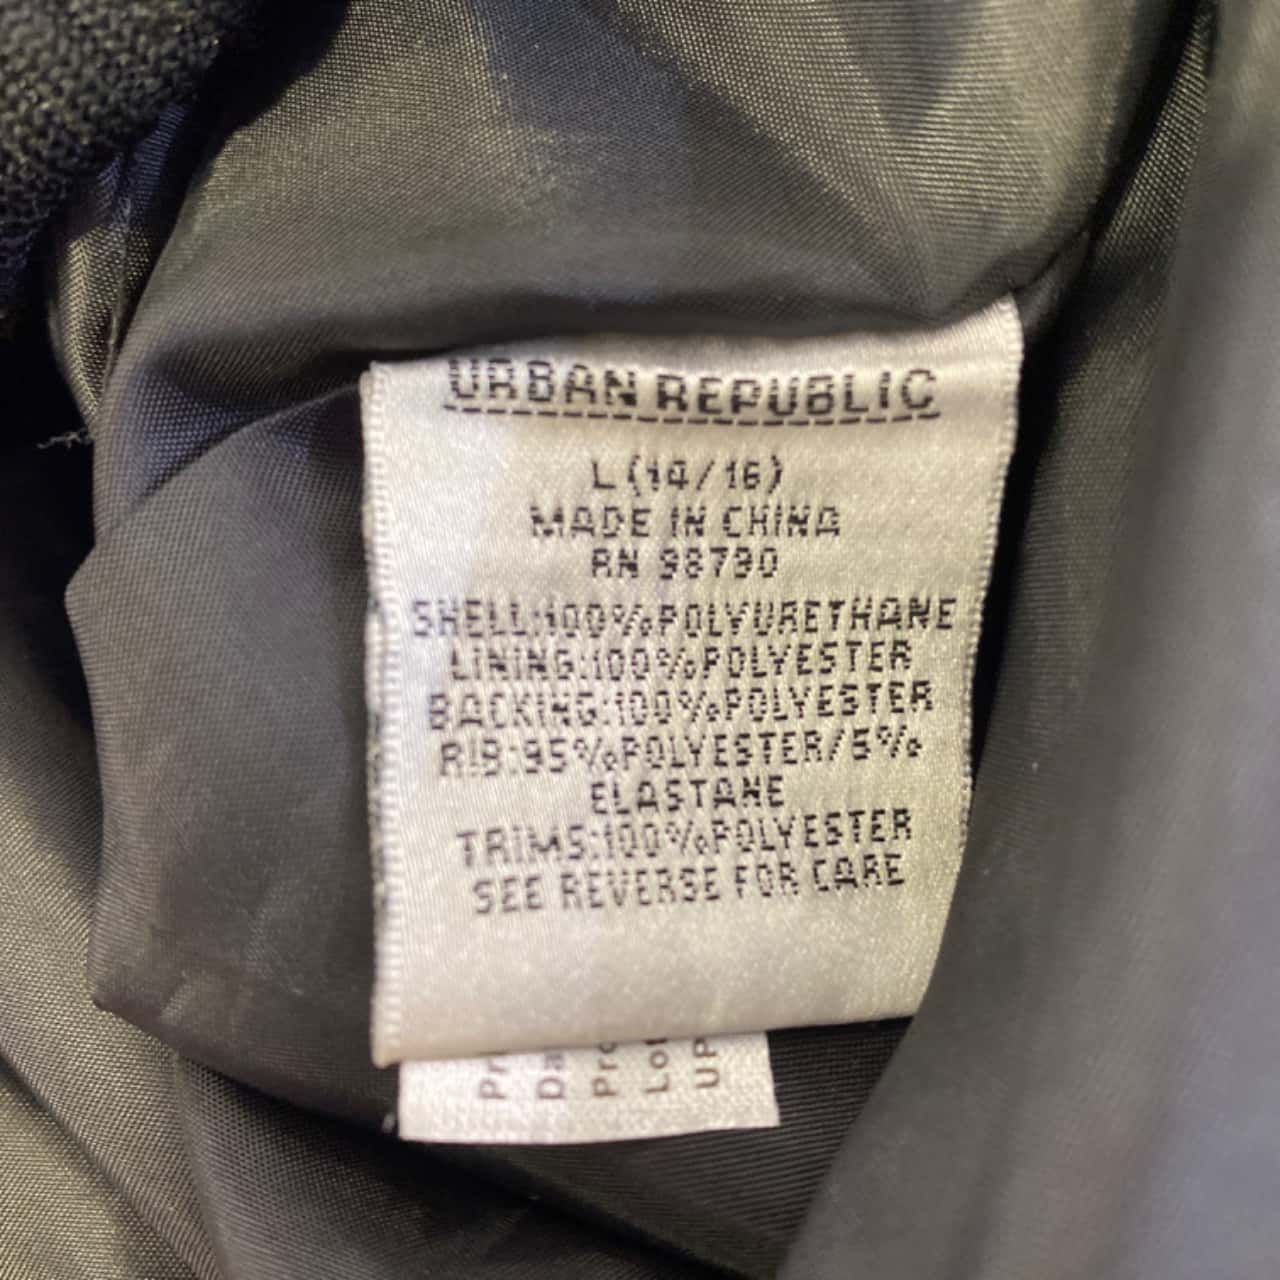 URBAN REPUBLIC
L (14/16)
MADE IN CHINA
RN 98790
SHELL:100%POLYURETHANE
LINING:100%POLYESTER
BACKING:100%POLYESTER
RIB:95%POLYESTER/5%
ELASTANE
TRIMS:100%POLYESTER
SEE REVERSE FOR CARE
UP